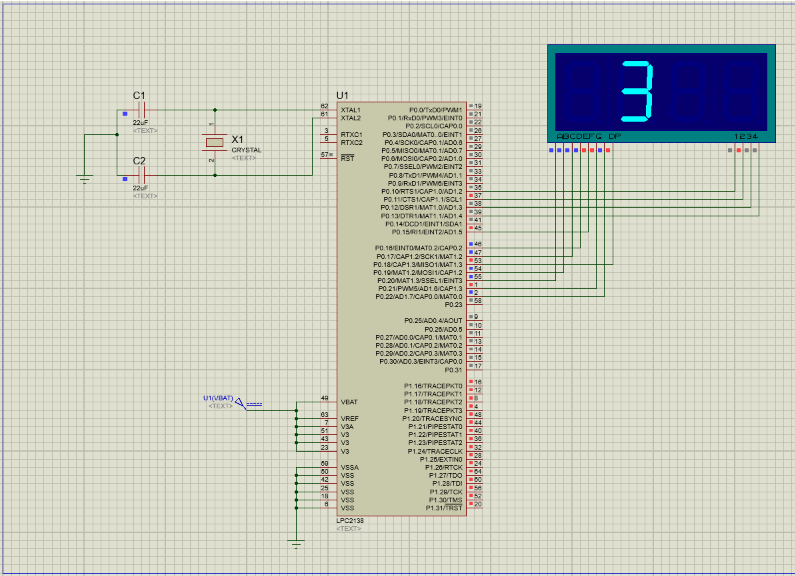 C1
22uF
<TEXT>
C2
22uF
<TEXT>
1
2
X1
CRYSTAL
<TEXT>
U1(VBAT)
<TEXT>
U1
62 XTAL1
61 XTAL2
3 RTXC1
5 RTXC2
57 RST
49 VBAT
63 VREF
7 V3A
51 V3
43 V3
23 V3
59 VSSA
50 VSS
42 VSS
25 VSS
18 VSS
6 VSS
P0.0/TxD0/PWM1 19
P0.1/RxD0/PWM3/EINT0 21
P0.2/SCL0/CAP0.0 22
P0.3/SDA0/MAT0.0/EINT1 26
P0.4/SCK0/CAP0.1/AD0.6 27
P0.5/MISO0/MAT0.1/AD0.7 29
P0.6/MOSI0/CAP0.2/AD1.0 30
P0.7/SSEL0/PWM2/EINT2 31
P0.8/TxD1/PWM4/AD1.1 33
P0.9/RxD1/PWM6/EINT3 34
P0.10/RTS1/CAP1.0/AD1.2 35
P0.11/CTS1/CAP1.1/SCL1 37
P0.12/DSR1/MAT1.0/AD1.3 38
P0.13/DTR1/MAT1.1/AD1.4 39
P0.14/DCD1/EINT1/SDA1 41
P0.15/RI1/EINT2/AD1.5 45
P0.16/EINT0/MAT0.2/CAP0.2 46
P0.17/CAP1.2/SCK1/MAT1.2 47
P0.18/CAP1.3/MISO1/MAT1.3 53
P0.19/MAT1.2/MOSI1/CAP1.2 54
P0.20/MAT1.3/SSEL1/EINT3 55
P0.21/PWM5/AD1.6/CAP1.3 1
P0.22/AD1.7/CAP0.0/MAT0.0 2
P0.23 58
P0.25/AD0.4/AOUT 9
P0.26/AD0.5 10
P0.27/AD0.0/CAP0.1/MAT0.1 11
P0.28/AD0.1/CAP0.2/MAT0.2 13
P0.29/AD0.2/CAP0.3/MAT0.3 14
P0.30/AD0.3/EINT3/CAP0.0 15
P0.31 17
P1.16/TRACEPKT0 16
P1.17/TRACEPKT1 12
P1.18/TRACEPKT2 8
P1.19/TRACEPKT3 4
P1.20/TRACESYNC 48
P1.21/PIPESTAT0 44
P1.22/PIPESTAT1 40
P1.23/PIPESTAT2 36
P1.24/TRACECLK 32
P1.25/EXTIN0 28
P1.26/RTCK 24
P1.27/TDO 64
P1.28/TDI 60
P1.29/TCK 56
P1.30/TMS 52
P1.31/TRST 20
LPC2138
<TEXT>
3
ABCDEFG DP 1234